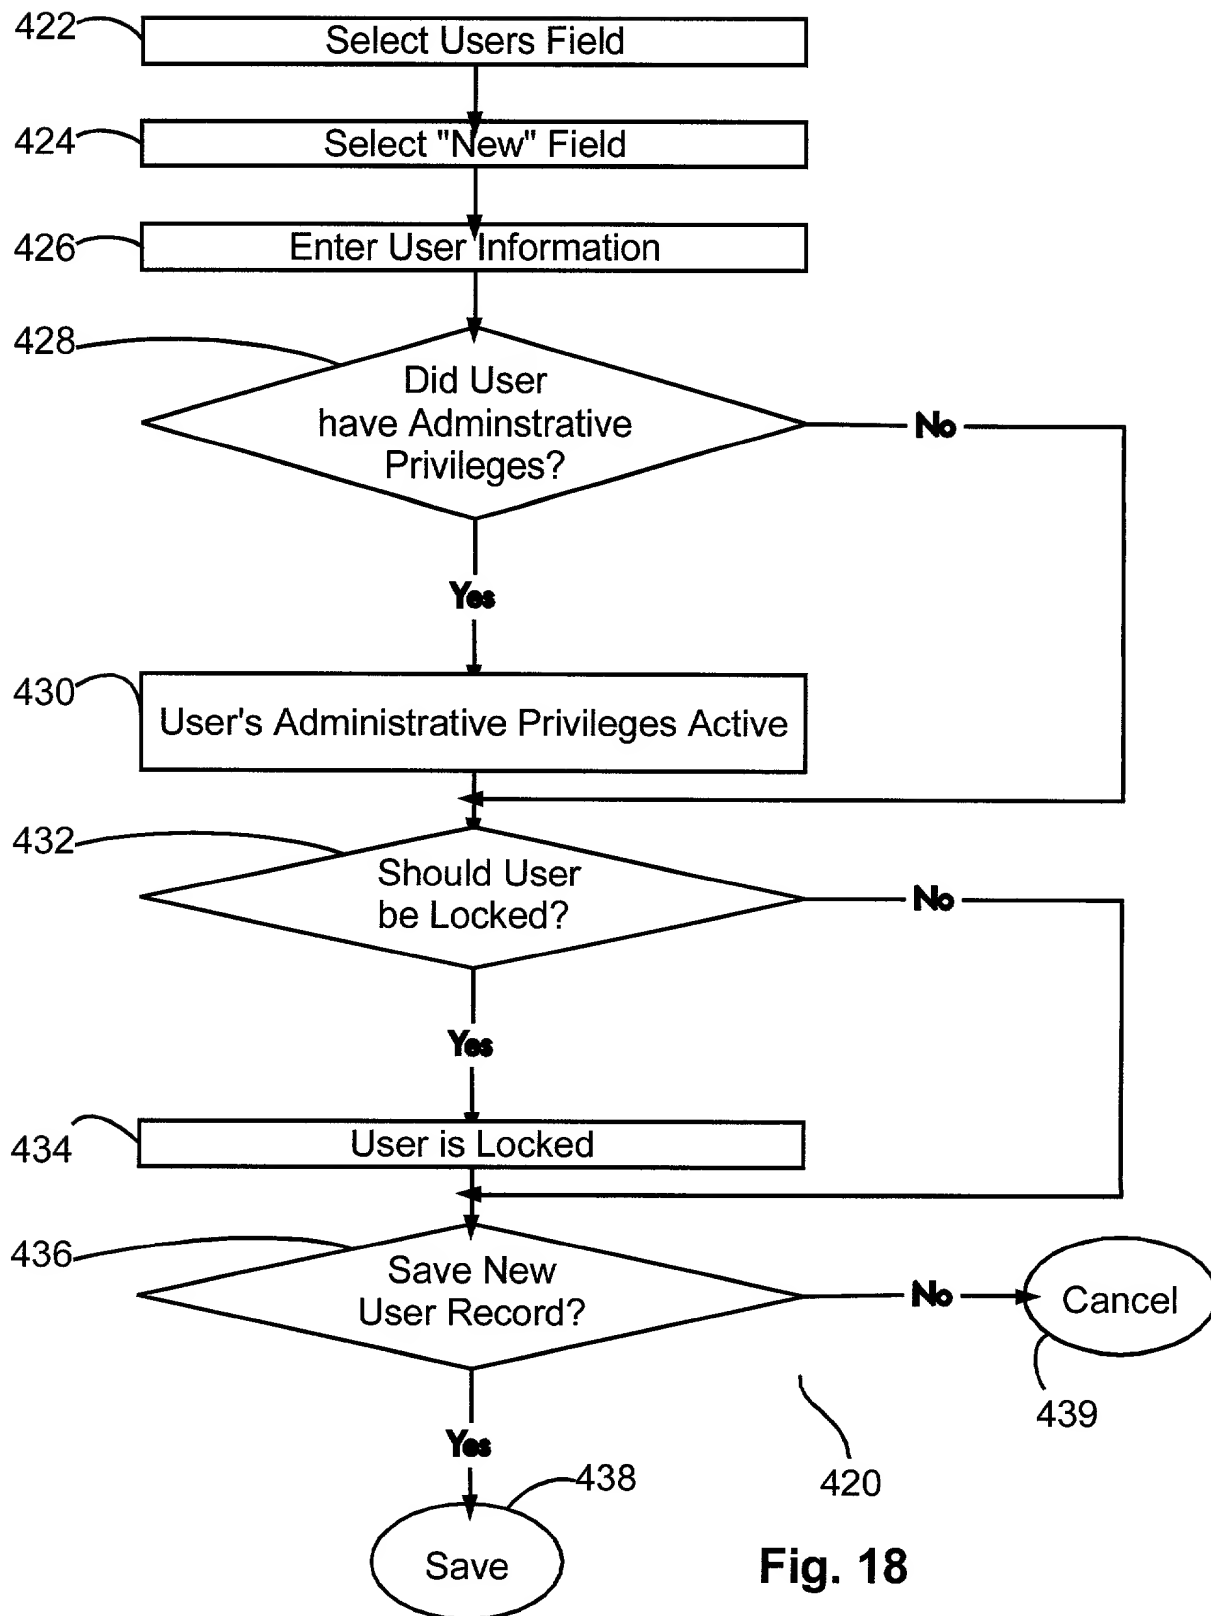 422
Select Users Field
424
Select "New" Field
426
Enter User Information
428
Did User
have Adminstrative
Privileges?
No
Yes
430
User's Administrative Privileges Active
432
Should User
be Locked?
No
Yes
434
User is Locked
436
Save New
User Record?
No
Cancel
439
Yes
438
420
Save
Fig. 18